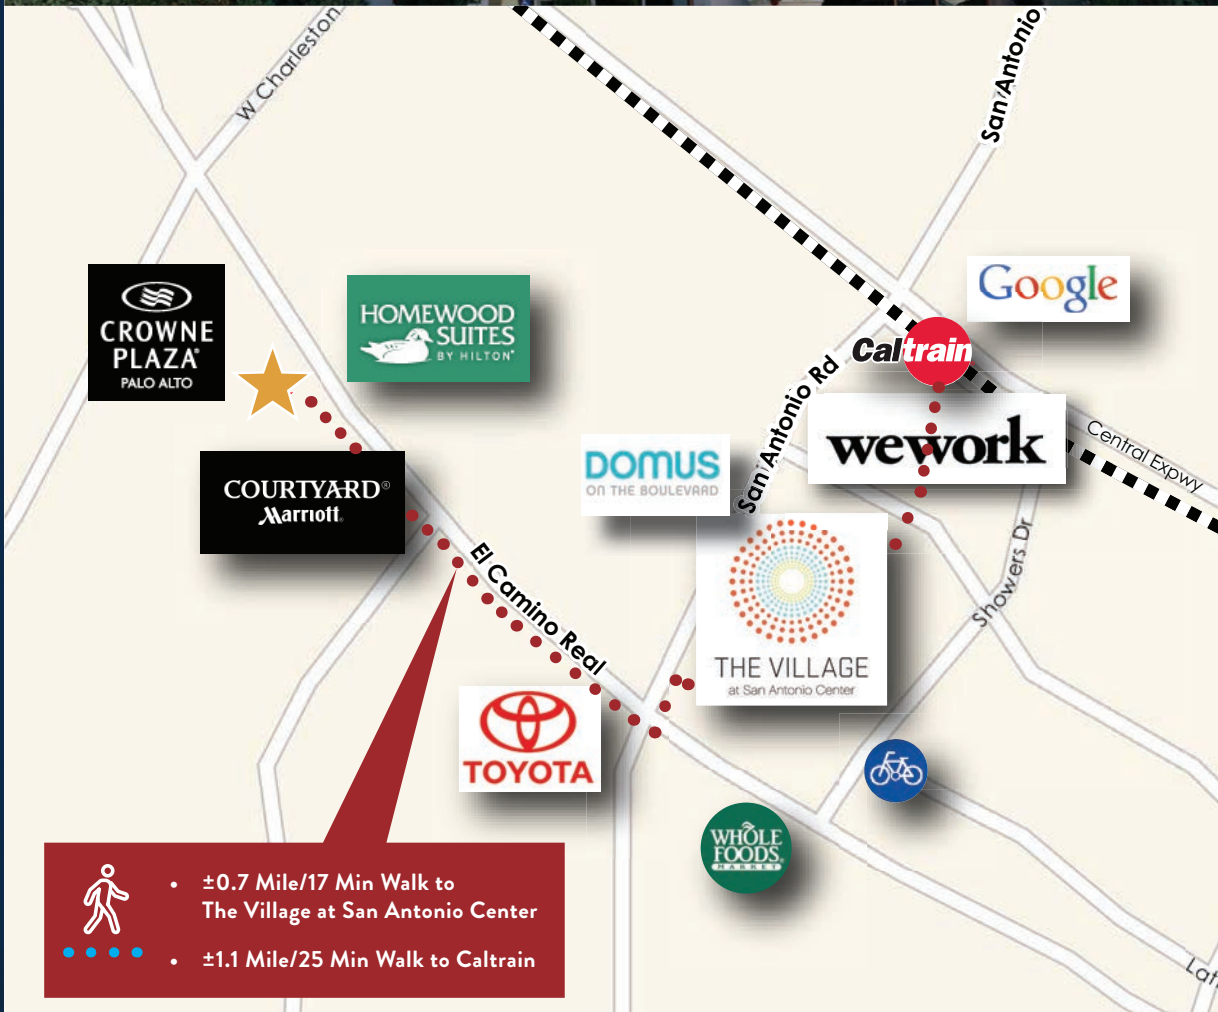 W Charleston
San Antonio
Google
CROWNE
PLAZA®
PALO ALTO
HOMEWOOD
SUITES
BY HILTON®
Caltrain
San Antonio Rd
wework
Central Expwy
DOMUS
ON THE BOULEVARD
COURTYARD®
Marriott®
El Camino Real
Showers Dr
THE VILLAGE
at San Antonio Center
TOYOTA
WHOLE
FOODS®
MARKET
• ±0.7 Mile/17 Min Walk to
The Village at San Antonio Center
• ±1.1 Mile/25 Min Walk to Caltrain